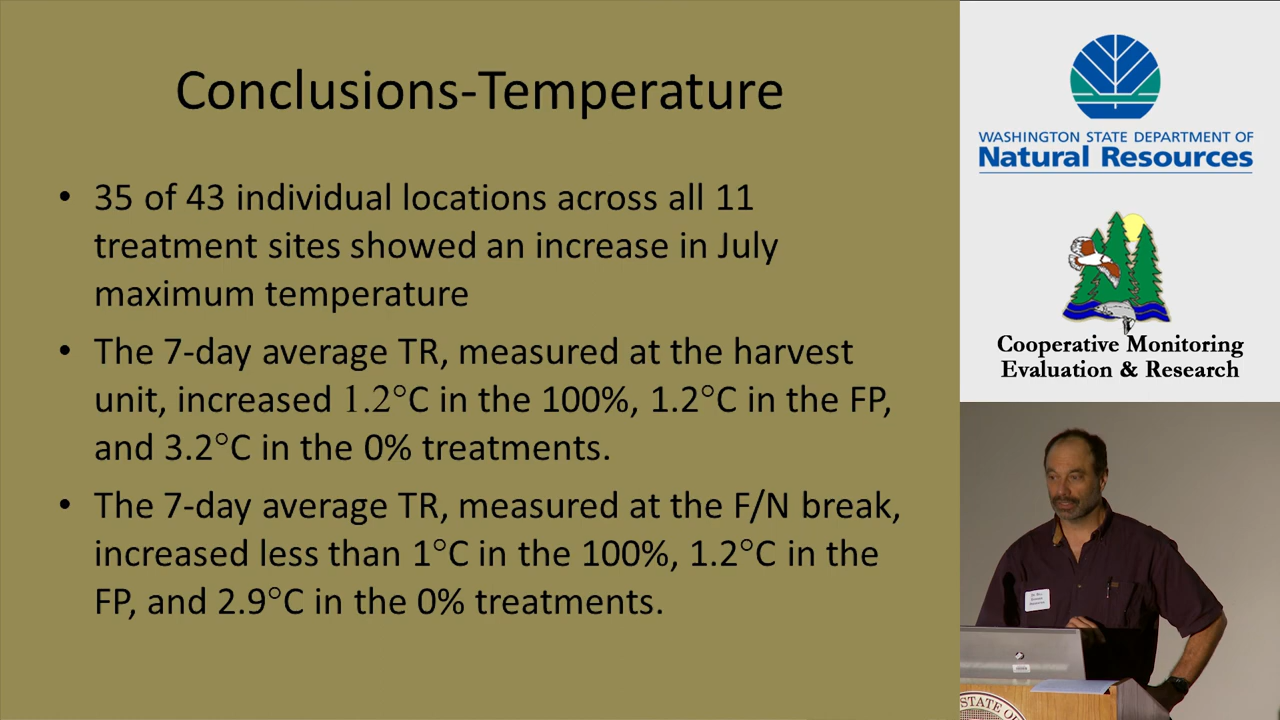 Conclusions-Temperature
• 35 of 43 individual locations across all 11
treatment sites showed an increase in July
maximum temperature
• The 7-day average TR, measured at the harvest
unit, increased 1.2°C in the 100%, 1.2°C in the FP,
and 3.2°C in the 0% treatments.
• The 7-day average TR, measured at the F/N break,
increased less than 1°C in the 100%, 1.2°C in the
FP, and 2.9°C in the 0% treatments.
WASHINGTON STATE DEPARTMENT OF
Natural Resources
Cooperative Monitoring
Evaluation & Research
STATE OF